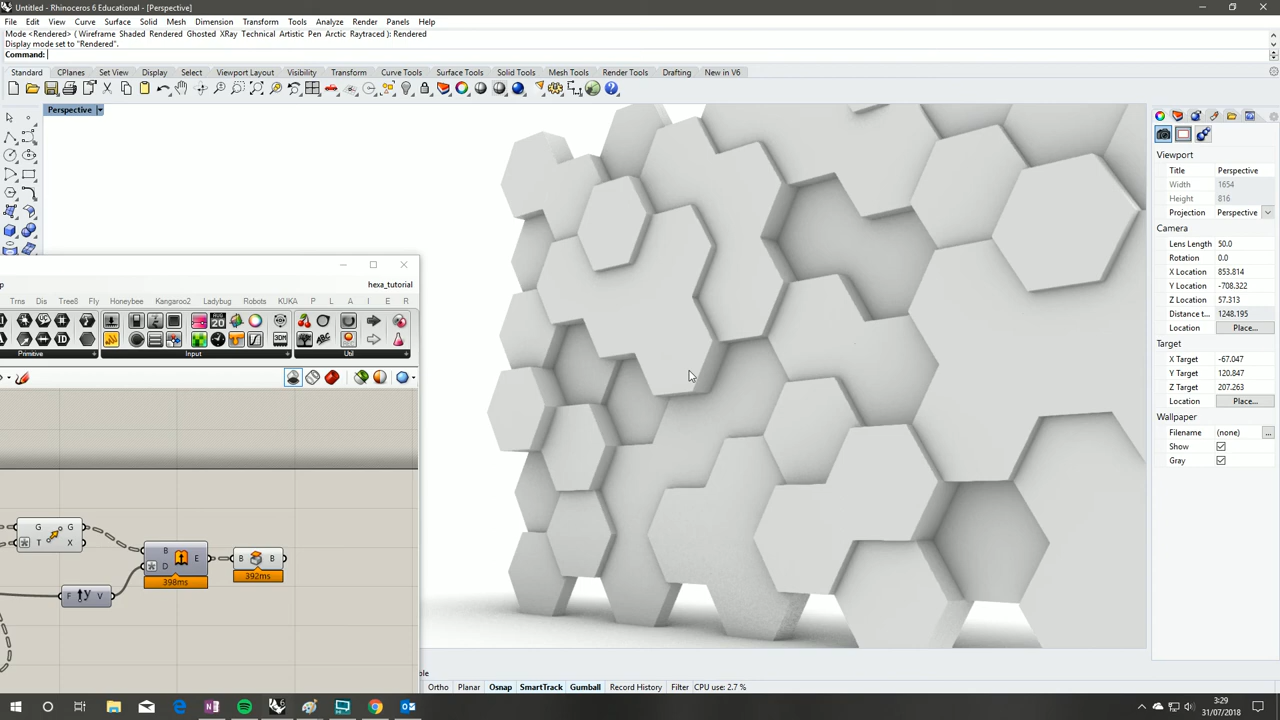 Untitled - Rhinoceros 6 Educational - [Perspective]
File Edit View Curve Surface Solid Mesh Dimension Transform Tools Analyze Render Panels Help
Mode <Rendered> ( Wireframe Shaded Rendered Ghosted XRay Technical Artistic Pen Arctic Raytraced ): Rendered
Display mode set to "Rendered".
Command:
Standard CPlanes Set View Display Select Viewport Layout Visibility Transform Curve Tools Surface Tools Solid Tools Mesh Tools Render Tools Drafting New in V6
Perspective
Viewport
Title Perspective
Width 1654
Height 816
Projection Perspective
Camera
Lens Length 50.0
Rotation 0.0
X Location 853.814
Y Location -708.322
Z Location 57.313
Distance t... 1248.195
Location Place...
Target
X Target -67.047
Y Target 120.847
Z Target 207.263
Location Place...
Wallpaper
Filename (none) ...
Show
Gray
p hexa_tutorial
Trns Dis Tree8 Fly Honeybee Kangaroo2 Ladybug Robots KUKA P L A I E R
AUG 20
ID 3DM
Primitive Input Util
G G
T X
B E
D
398ms
B B
392ms
F y V
ble
Ortho Planar Osnap SmartTrack Gumball Record History Filter CPU use: 2.7 %
3:29
31/07/2018